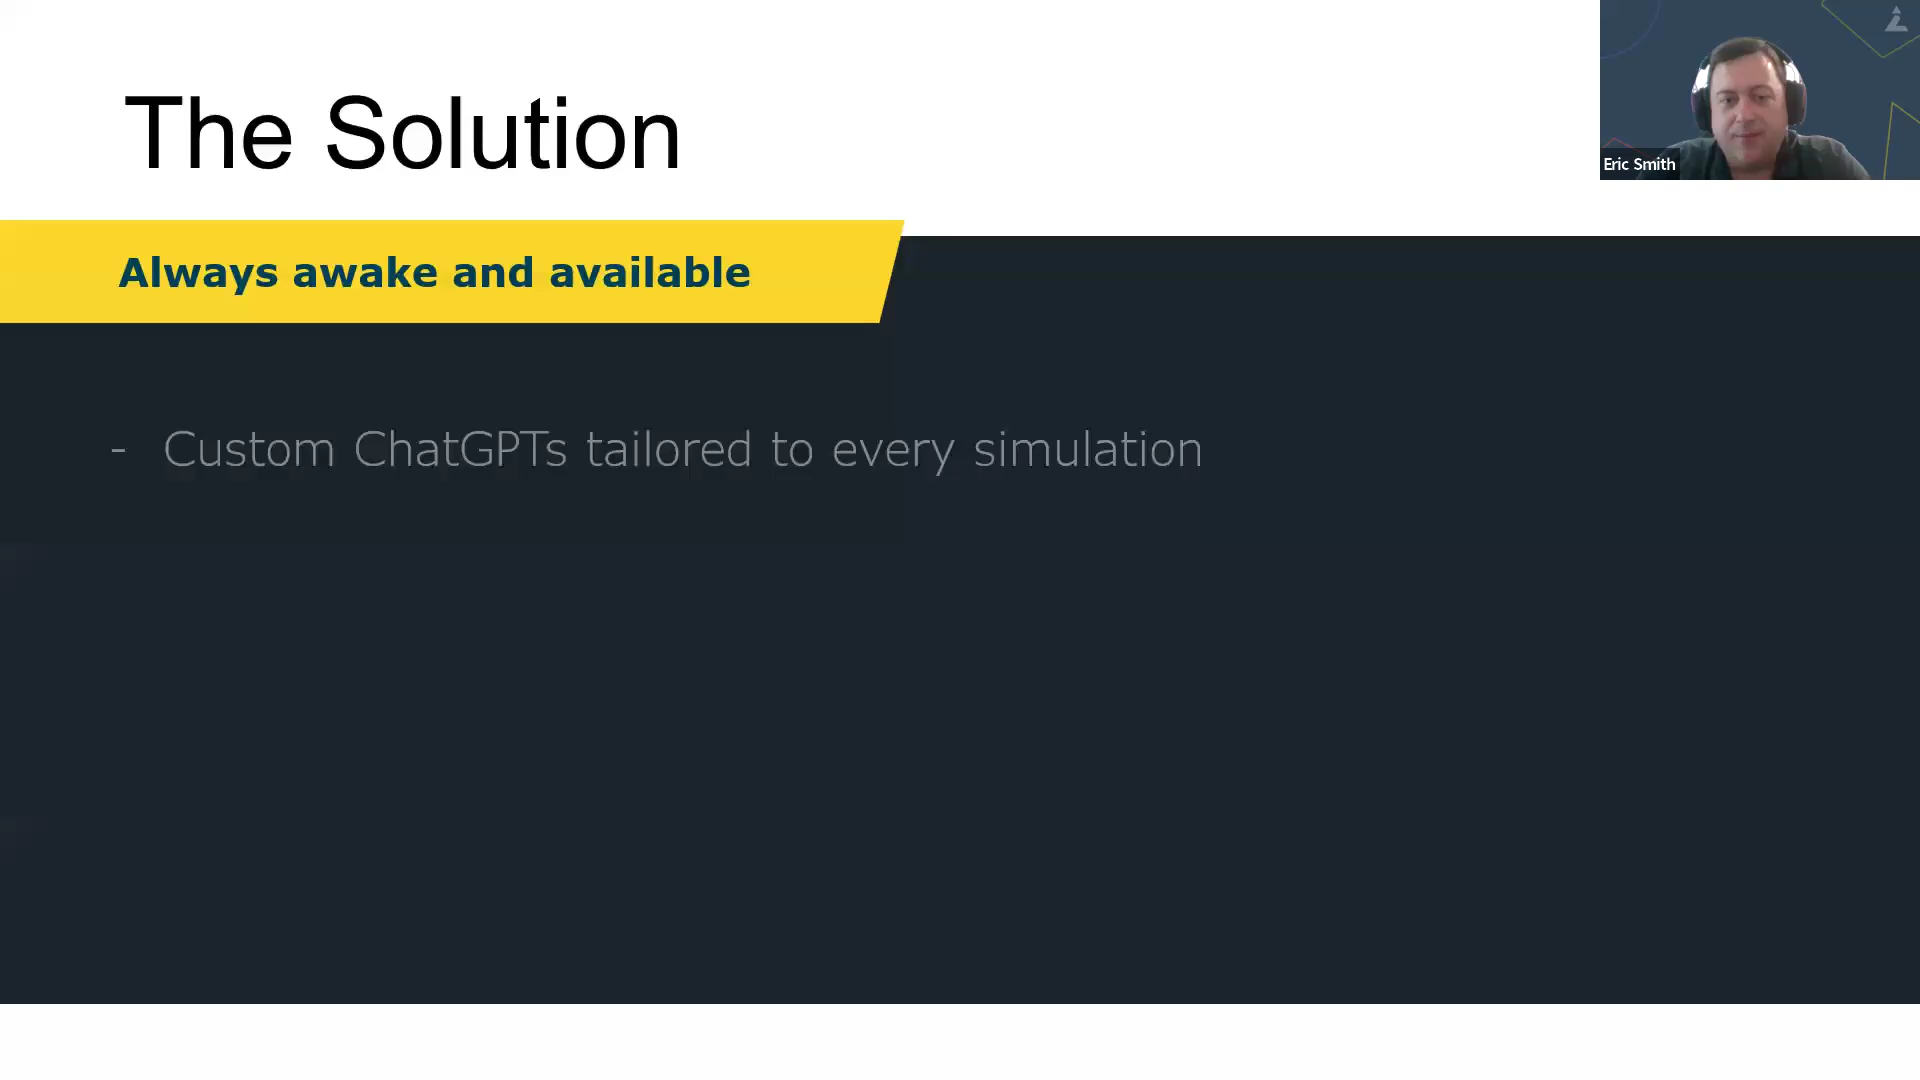 The Solution
Eric Smith
Always awake and available
- Custom ChatGPTs tailored to every simulation